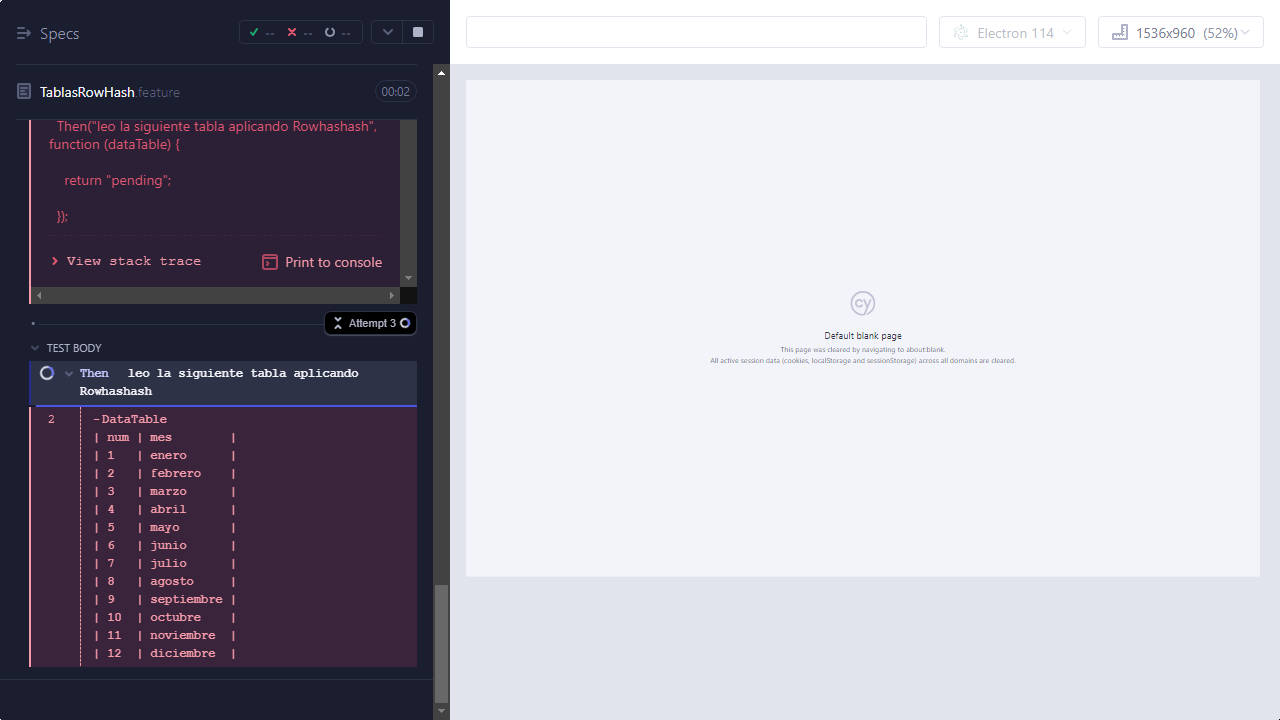 Specs
--
--
--
TablasRowHash.feature
00:02
Then("leo la siguiente tabla aplicando Rowhashash",
function (dataTable) {
return "pending";
});
View stack trace
Print to console
Attempt 3
TEST BODY
Then leo la siguiente tabla aplicando
Rowhashash
2 -DataTable
| num | mes |
| 1 | enero |
| 2 | febrero |
| 3 | marzo |
| 4 | abril |
| 5 | mayo |
| 6 | junio |
| 7 | julio |
| 8 | agosto |
| 9 | septiembre |
| 10 | octubre |
| 11 | noviembre |
| 12 | diciembre |
Electron 114
1536x960 (52%)
cy
Default blank page
This page was cleared by navigating to about:blank.
All active session data (cookies, localStorage and sessionStorage) across all domains are cleared.